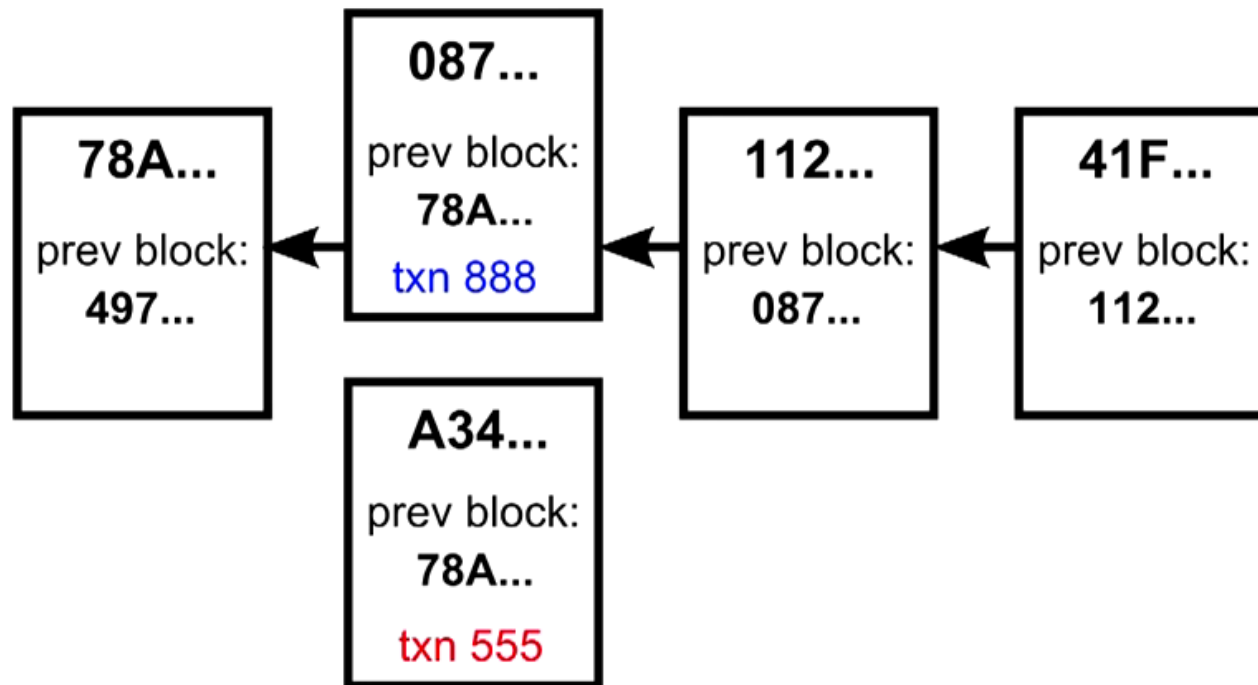 78A...
prev block:
497...
087...
prev block:
78A...
txn 888
A34...
prev block:
78A...
txn 555
112...
prev block:
087...
41F...
prev block:
112...